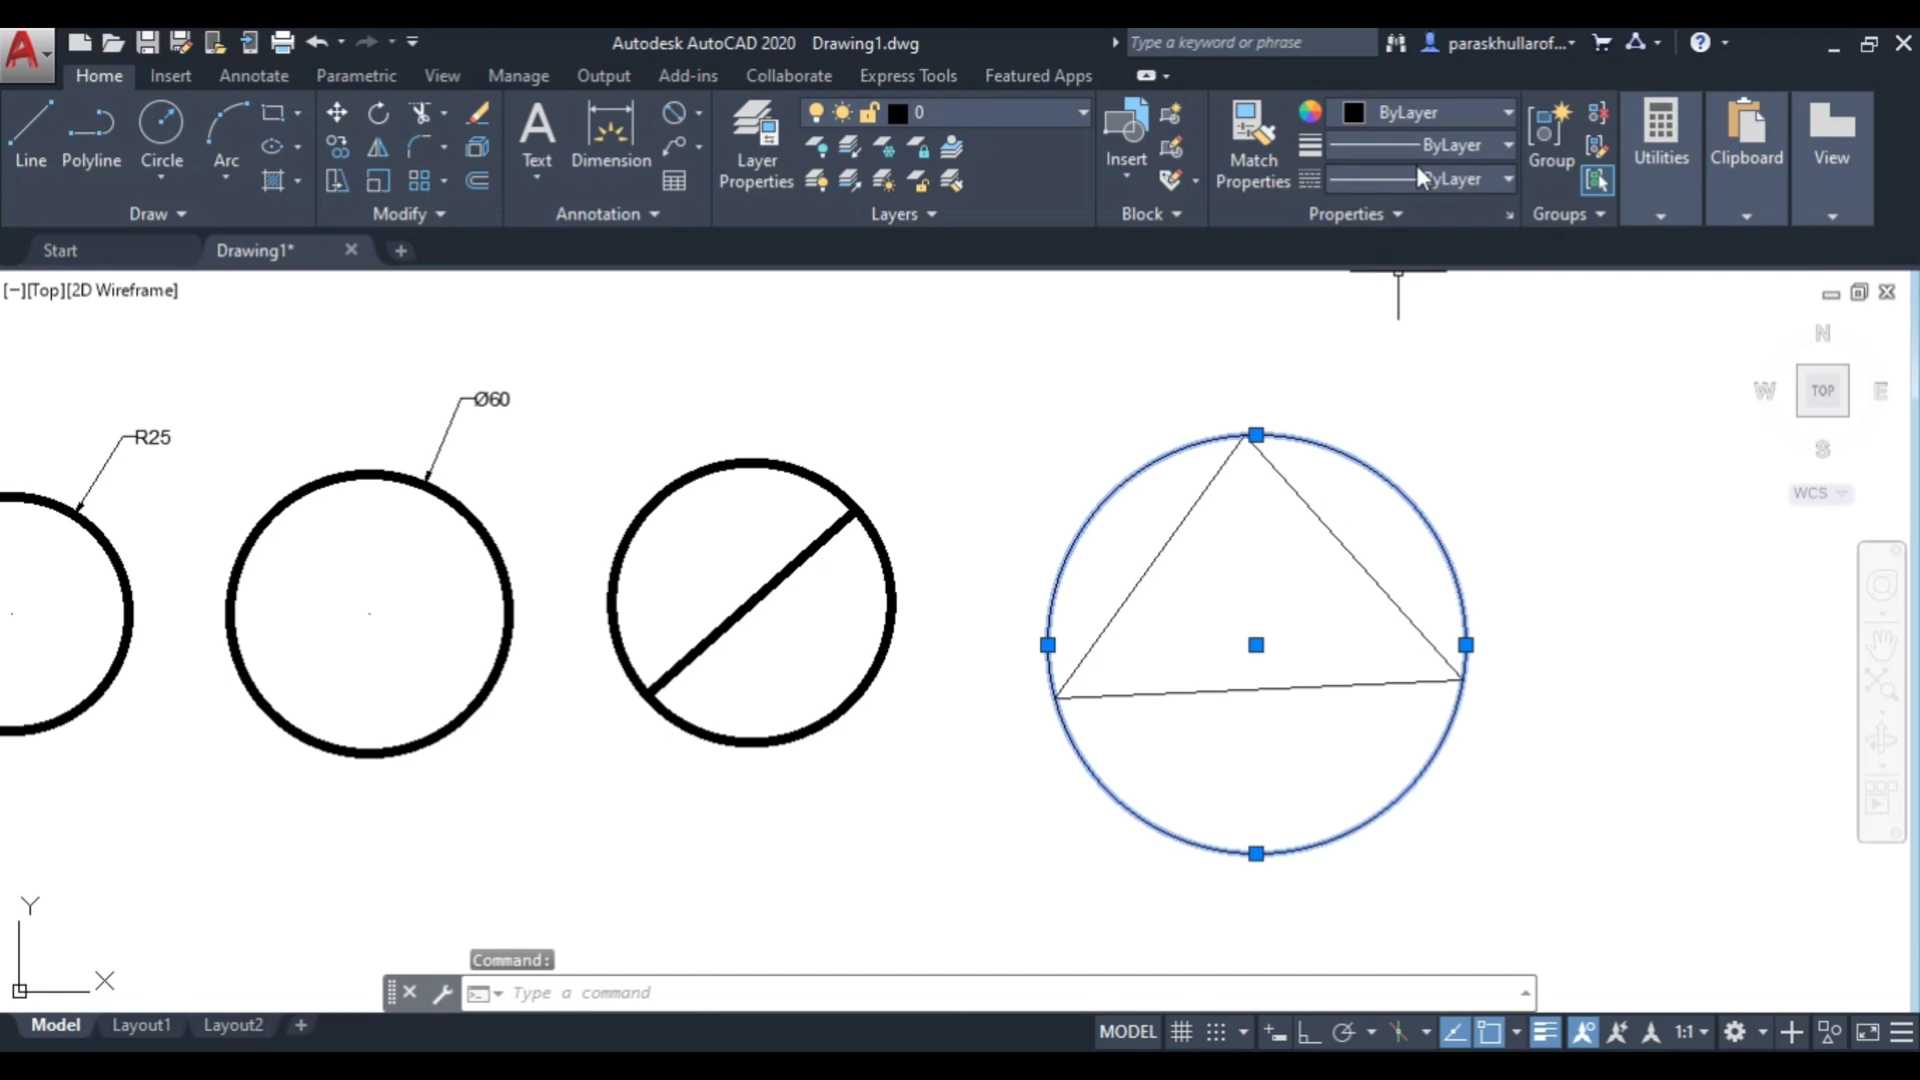 Autodesk AutoCAD 2020 Drawing1.dwg
Type a keyword or phrase
paraskhullarof...
Home Insert Annotate Parametric View Manage Output Add-ins Collaborate Express Tools Featured Apps
0
ByLayer
ByLayer
ByLayer
Line Polyline Circle Arc
Text Dimension
Layer Properties
Insert
Match Properties
Group
Utilities Clipboard View
Draw Modify Annotation Layers Block Properties Groups
Start Drawing1*
[−][Top][2D Wireframe]
N
W TOP E
S
WCS
R25
Ø60
Y
X
Command:
Type a command
Model Layout1 Layout2
MODEL 1:1